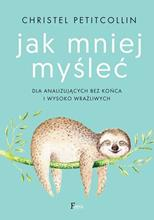 CHRISTEL PETITCOLLIN
jak mniej
myśleć
DLA ANALIZUJĄCYCH BEZ KOŃCA
I WYSOKO WRAŻLIWYCH